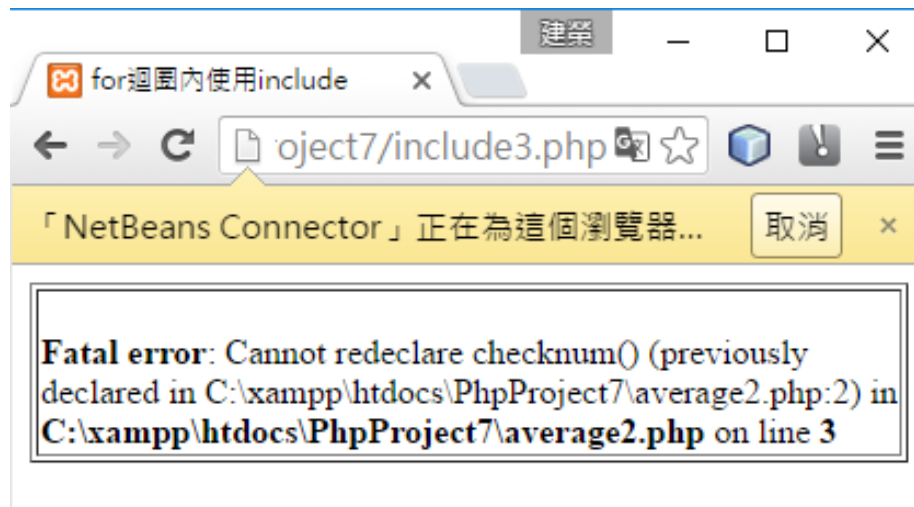 建榮
for迴圈內使用include
roject7/include3.php
「NetBeans Connector」正在為這個瀏覽器...
取消
Fatal error: Cannot redeclare checknum() (previously
declared in C:\xampp\htdocs\PhpProject7\average2.php:2) in
C:\xampp\htdocs\PhpProject7\average2.php on line 3